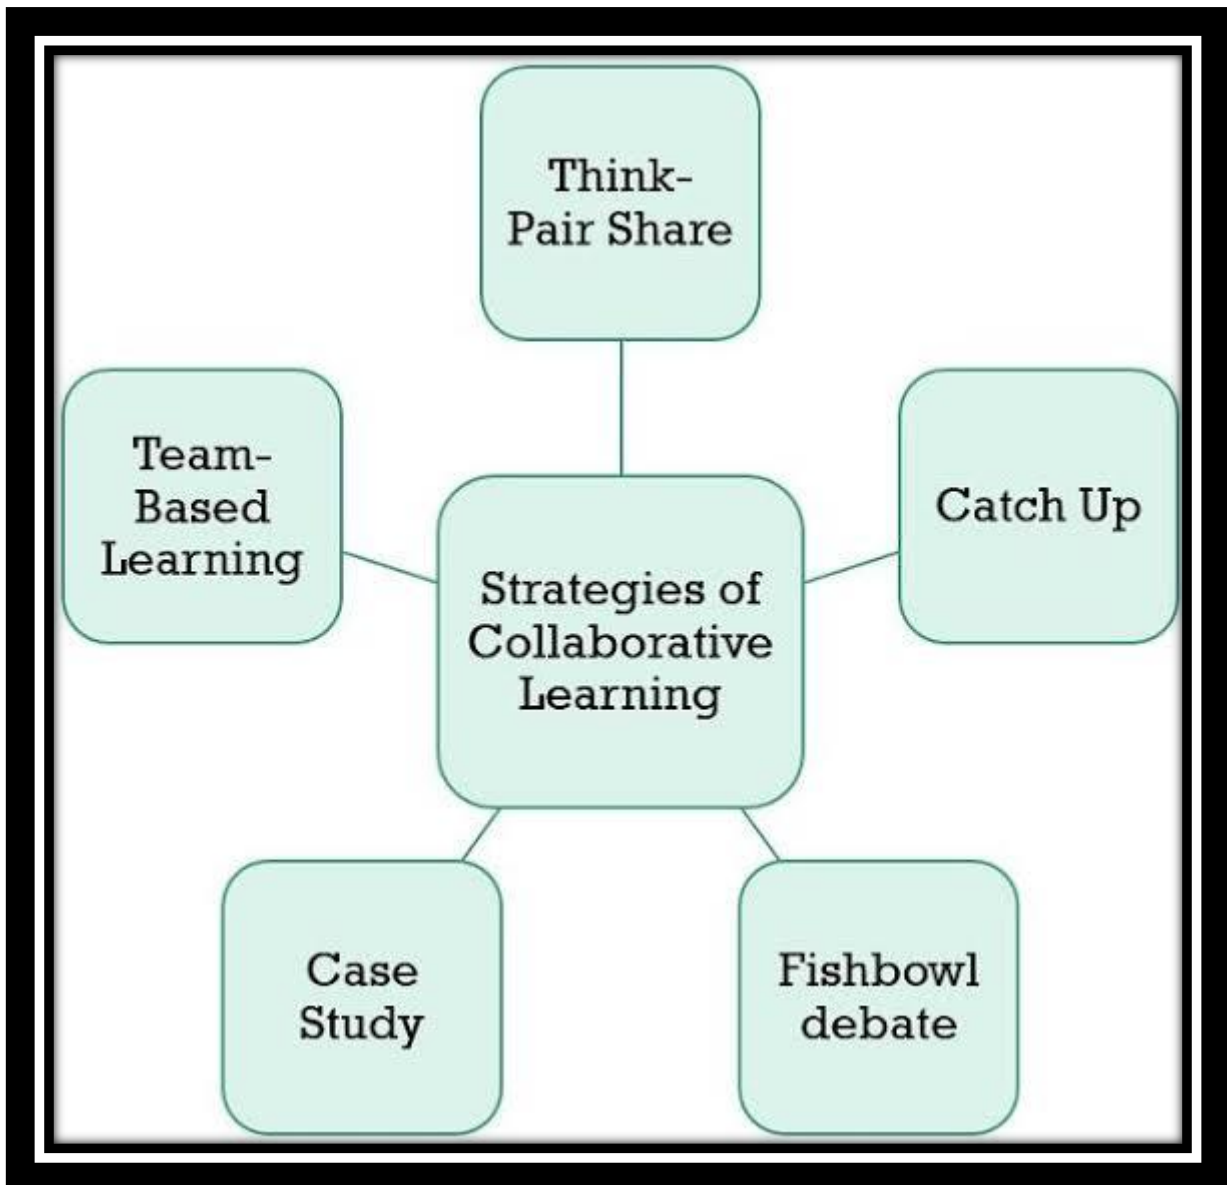 Think-
Pair Share
Team-
Based
Learning
Catch Up
Strategies of
Collaborative
Learning
Case
Study
Fishbowl
debate